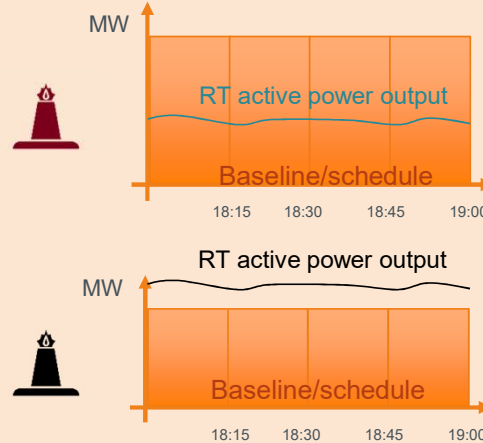 MW
RT active power output
Baseline/schedule
18:15 18:30 18:45 19:00
RT active power output
MW
Baseline/schedule
18:15 18:30 18:45 19:00